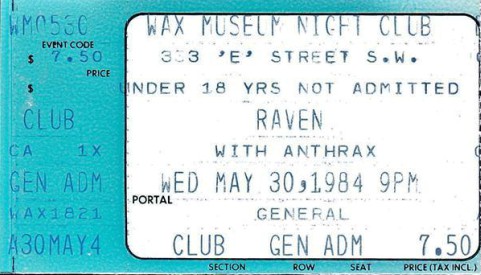 WM0530
EVENT CODE
$ 7.50
PRICE
$
CLUB
CA 1X
GEN ADM
WAX1821
A30MAY4
WAX MUSEUM NIGHT CLUB
333 'E' STREET S.W.
UNDER 18 YRS NOT ADMITTED
RAVEN
WITH ANTHRAX
WED MAY 30,1984 9PM
PORTAL
GENERAL
CLUB GEN ADM 7.50
SECTION ROW SEAT PRICE (TAX INCL.)